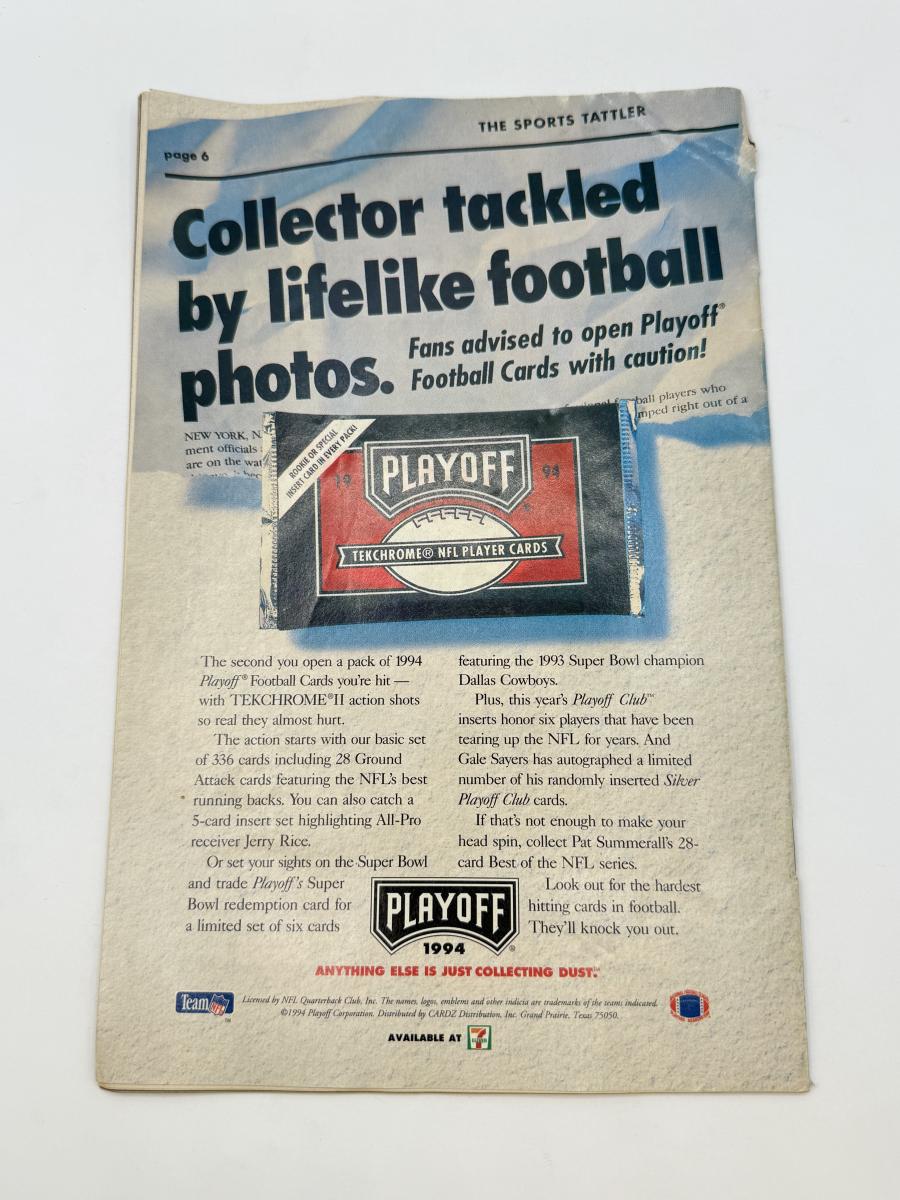 THE SPORTS TATTLER
page 6
Collector tackled
by lifelike football
photos.
Fans advised to open Playoff®
Football Cards with caution!
NEW YORK, N
ment officials
are on the wat
ball players who
mped right out of a
ROOKIE OR SPECIAL
INSERT CARD IN EVERY PACK!
PLAYOFF
19 94
TEKCHROME® NFL PLAYER CARDS
The second you open a pack of 1994
Playoff® Football Cards you're hit —
with TEKCHROME®II action shots
so real they almost hurt.
The action starts with our basic set
of 336 cards including 28 Ground
Attack cards featuring the NFL's best
running backs. You can also catch a
5-card insert set highlighting All-Pro
receiver Jerry Rice.
Or set your sights on the Super Bowl
and trade Playoff's Super
Bowl redemption card for
a limited set of six cards
featuring the 1993 Super Bowl champion
Dallas Cowboys.
Plus, this year's Playoff Club™
inserts honor six players that have been
tearing up the NFL for years. And
Gale Sayers has autographed a limited
number of his randomly inserted Silver
Playoff Club cards.
If that's not enough to make your
head spin, collect Pat Summerall's 28-
card Best of the NFL series.
Look out for the hardest
hitting cards in football.
They'll knock you out.
PLAYOFF
1994
ANYTHING ELSE IS JUST COLLECTING DUST.™
Team NFL™
Licensed by NFL Quarterback Club, Inc. The names, logos, emblems and other indicia are trademarks of the teams indicated.
©1994 Playoff Corporation. Distributed by CARDZ Distribution, Inc. Grand Prairie, Texas 75050.
AVAILABLE AT 7 ELEVEN